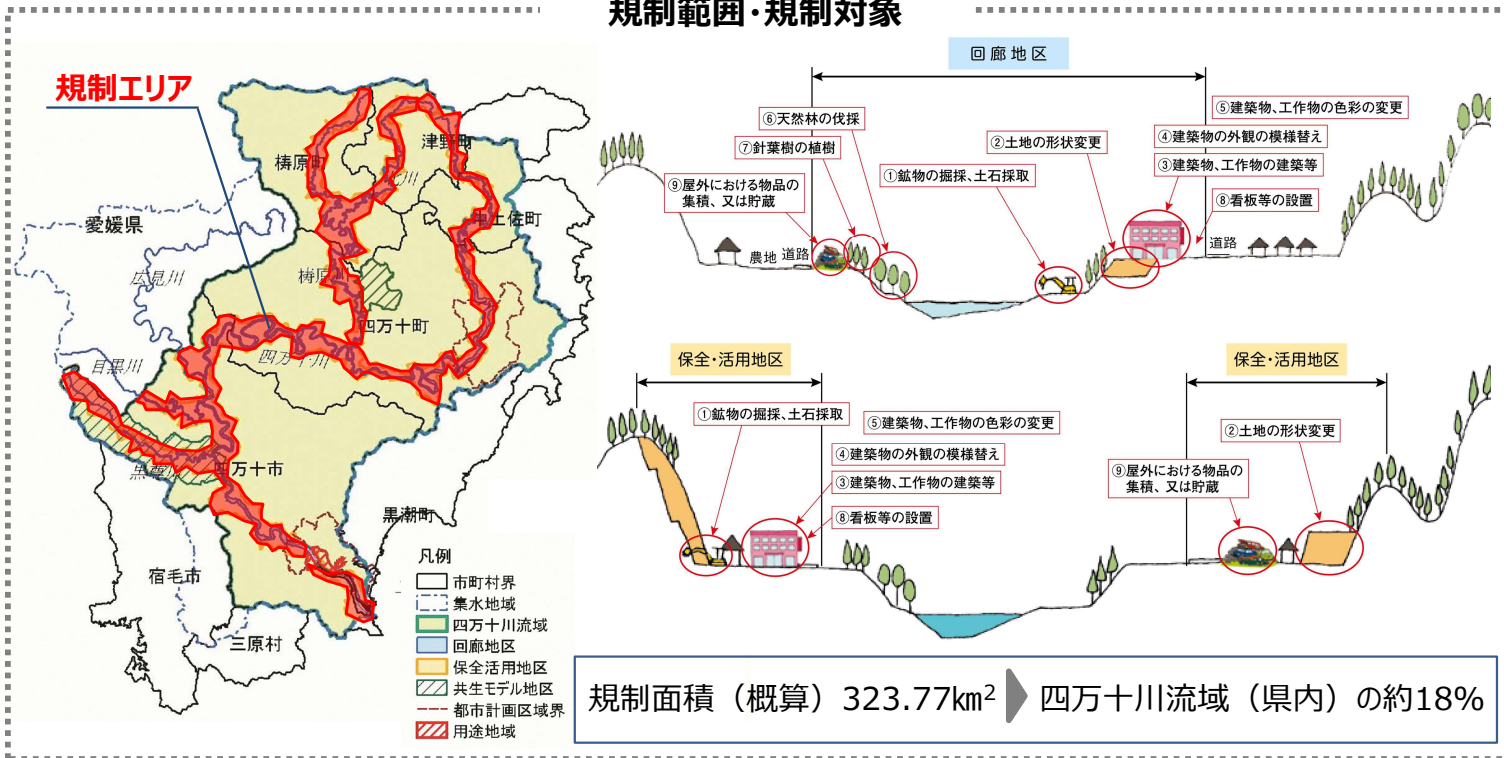 規制範囲・規制対象
規制エリア
愛媛県
梼原町
津野町
北川
中土佐町
広見川
梼原川
四万十町
目黒川
四万十川
黒尊川
四万十市
黒潮町
宿毛市
三原村
凡例
市町村界
集水地域
四万十川流域
回廊地区
保全活用地区
共生モデル地区
都市計画区域界
用途地域
回廊地区
⑥天然林の伐採
⑦針葉樹の植樹
⑨屋外における物品の
集積、又は貯蔵
①鉱物の掘採、土石採取
②土地の形状変更
⑤建築物、工作物の色彩の変更
④建築物の外観の模様替え
③建築物、工作物の建築等
⑧看板等の設置
農地 道路
道路
保全・活用地区
①鉱物の掘採、土石採取
⑤建築物、工作物の色彩の変更
④建築物の外観の模様替え
③建築物、工作物の建築等
⑧看板等の設置
保全・活用地区
②土地の形状変更
⑨屋外における物品の
集積、又は貯蔵
規制面積（概算）323.77km² 四万十川流域（県内）の約18%